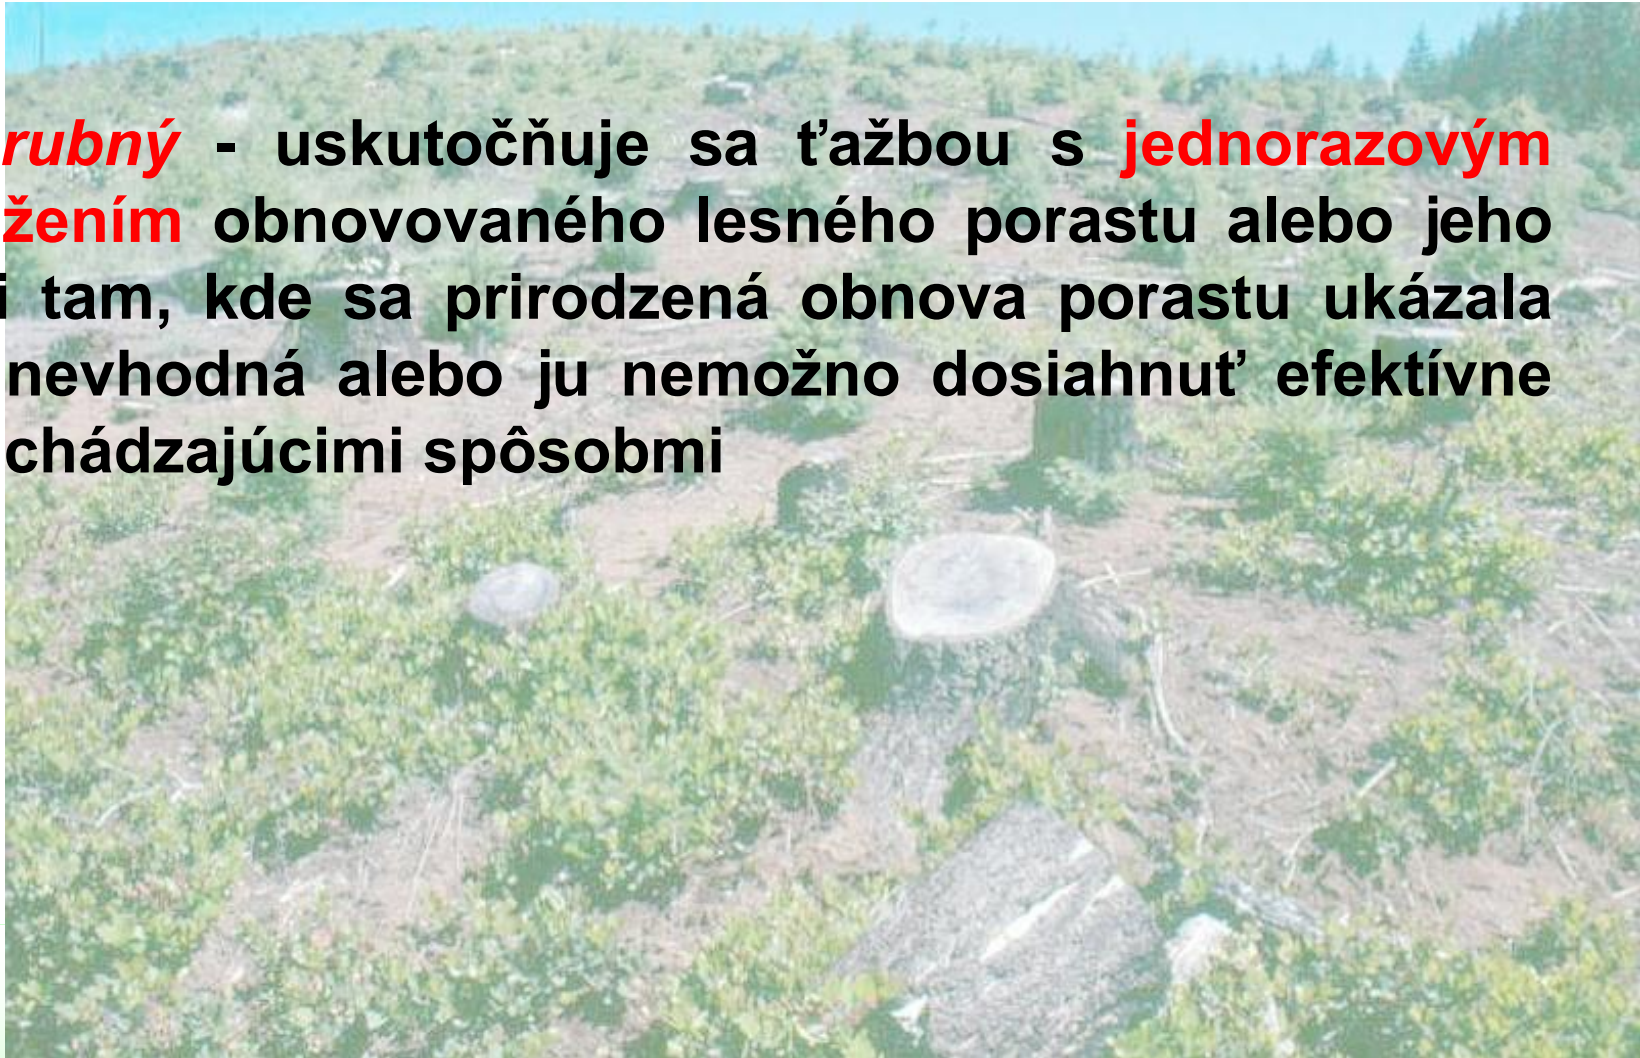 rubný - uskutočňuje sa ťažbou s jednorazovým
žením obnovovaného lesného porastu alebo jeho
i tam, kde sa prirodzená obnova porastu ukázala
nevhodná alebo ju nemožno dosiahnuť efektívne
chádzajúcimi spôsobmi